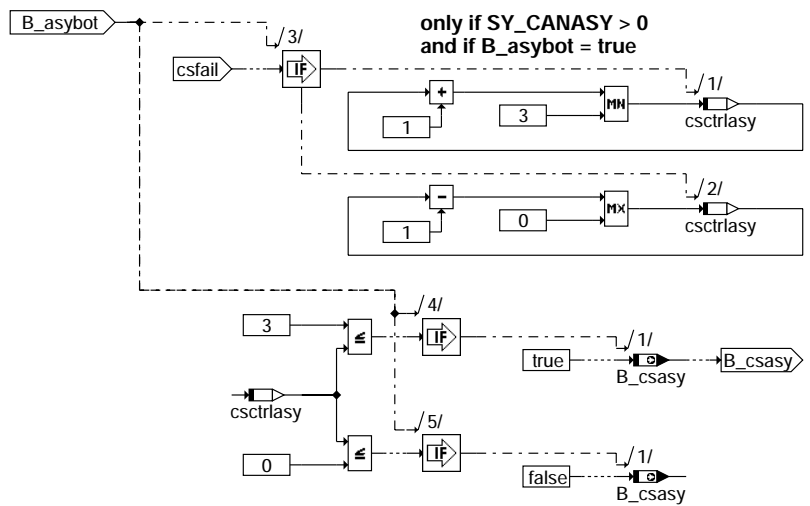 B_asybot
/3/
only if SY_CANASY > 0
and if B_asybot = true
csfail
IF
/1/
+
MN
1
3
csctrlasy
/2/
-
MX
1
0
csctrlasy
/4/
3
≤
IF
/1/
true
B_csasy
B_csasy
csctrlasy
/5/
≤
IF
/1/
0
false
B_csasy